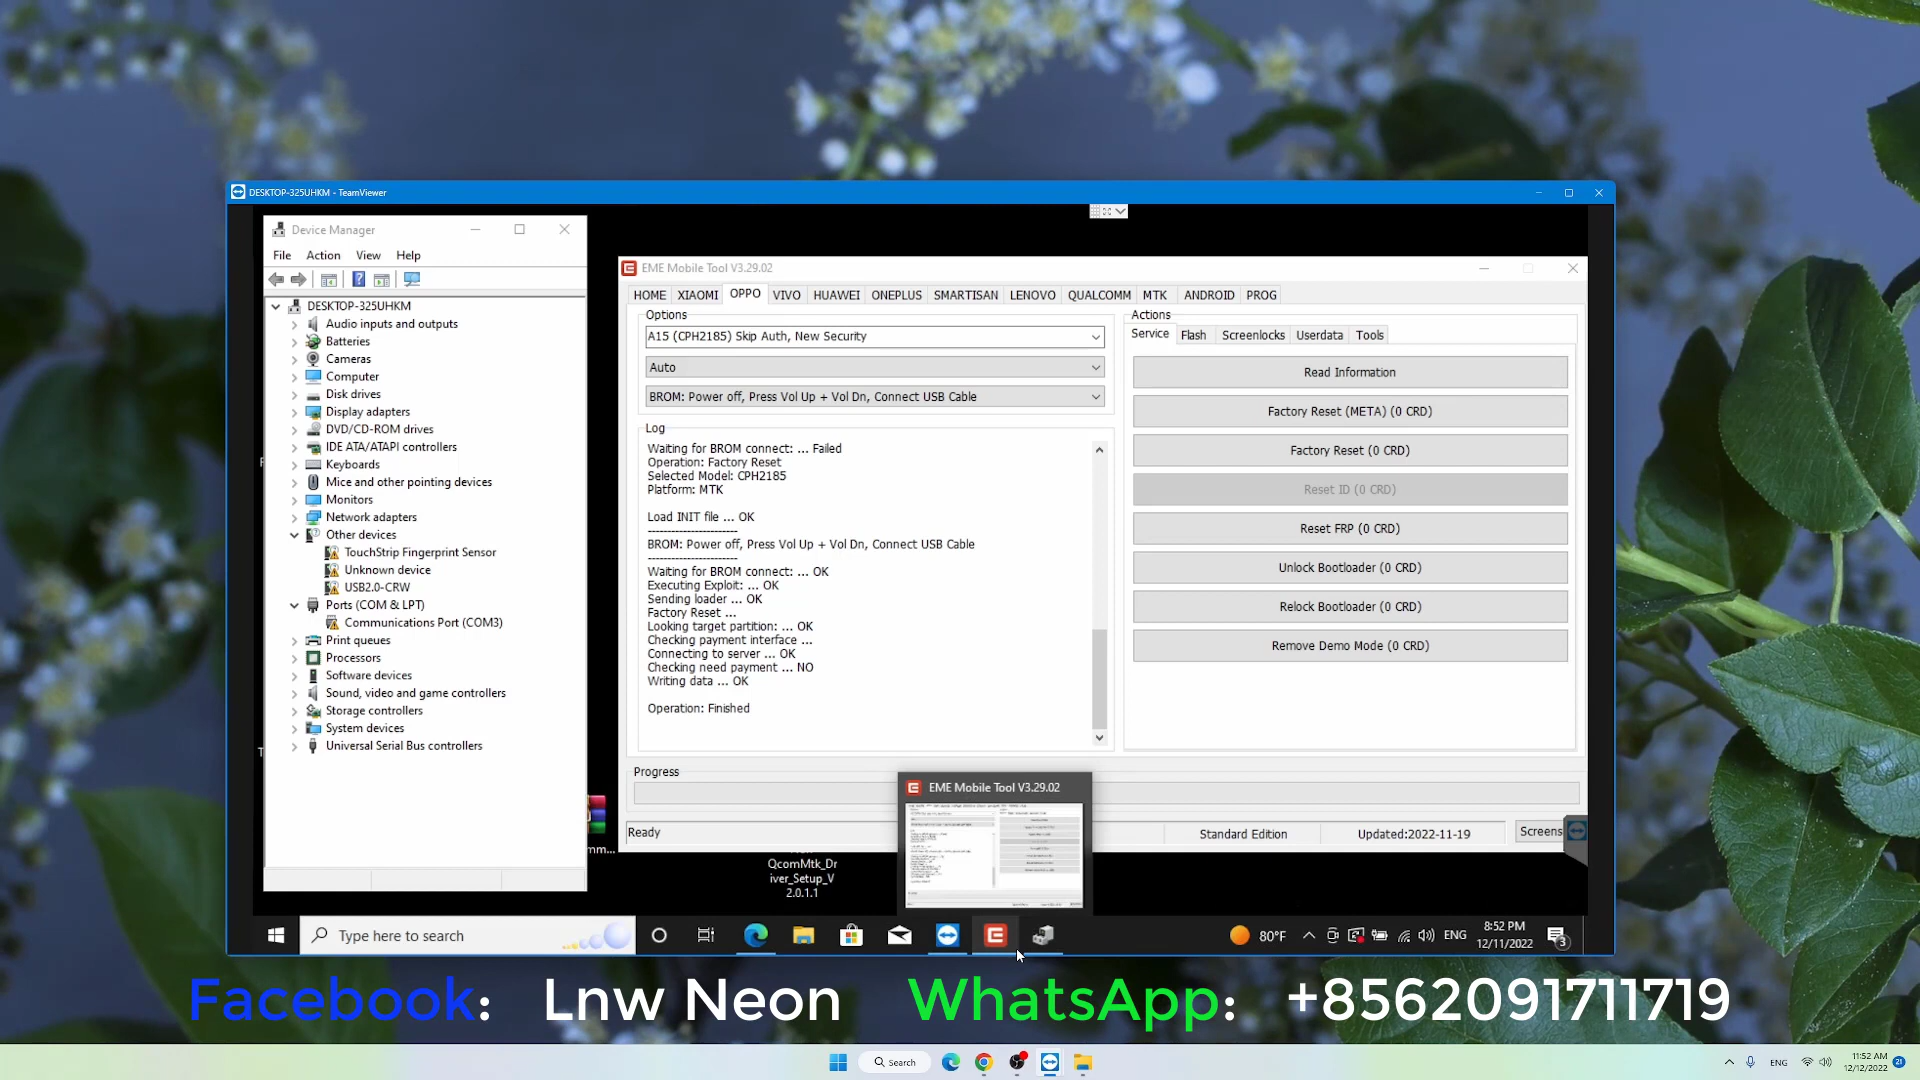 DESKTOP-325UHKM - TeamViewer
Device Manager
File Action View Help
DESKTOP-325UHKM
Audio inputs and outputs
Batteries
Cameras
Computer
Disk drives
Display adapters
DVD/CD-ROM drives
IDE ATA/ATAPI controllers
Keyboards
Mice and other pointing devices
Monitors
Network adapters
Other devices
TouchStrip Fingerprint Sensor
Unknown device
USB2.0-CRW
Ports (COM & LPT)
Communications Port (COM3)
Print queues
Processors
Software devices
Sound, video and game controllers
Storage controllers
System devices
Universal Serial Bus controllers
EME Mobile Tool V3.29.02
HOME XIAOMI OPPO VIVO HUAWEI ONEPLUS SMARTISAN LENOVO QUALCOMM MTK ANDROID PROG
Options
A15 (CPH2185) Skip Auth, New Security
Auto
BROM: Power off, Press Vol Up + Vol Dn, Connect USB Cable
Log
Waiting for BROM connect: ... Failed
Operation: Factory Reset
Selected Model: CPH2185
Platform: MTK
Load INIT file ... OK
------------------------
BROM: Power off, Press Vol Up + Vol Dn, Connect USB Cable
------------------------
Waiting for BROM connect: ... OK
Executing Exploit: ... OK
Sending loader ... OK
Factory Reset ...
Looking target partition: ... OK
Checking payment interface ...
Connecting to server ... OK
Checking need payment ... NO
Writing data ... OK
Operation: Finished
Actions
Service Flash Screenlocks Userdata Tools
Read Information
Factory Reset (META) (0 CRD)
Factory Reset (0 CRD)
Reset ID (0 CRD)
Reset FRP (0 CRD)
Unlock Bootloader (0 CRD)
Relock Bootloader (0 CRD)
Remove Demo Mode (0 CRD)
Progress
EME Mobile Tool V3.29.02
Ready
Standard Edition
Updated:2022-11-19
Screens
mm...
QcomMtk_Dr
iver_Setup_V
2.0.1.1
Type here to search
80°F
ENG
8:52 PM
12/11/2022
3
Facebook: Lnw Neon WhatsApp: +8562091711719
Search
ENG
11:52 AM
12/12/2022
21